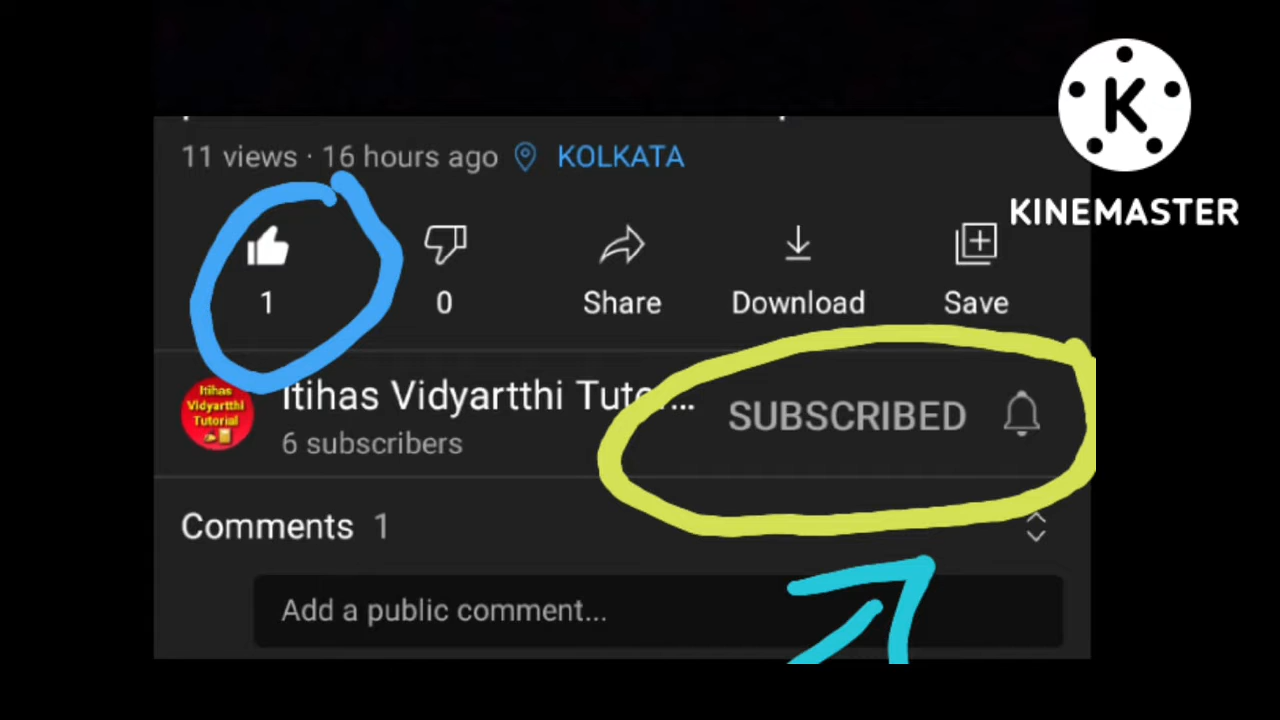 11 views · 16 hours ago KOLKATA
KINEMASTER
1
0
Share
Download
Save
Itihas
Vidyartthi
Tutorial
Itihas Vidyartthi Tutor...
6 subscribers
SUBSCRIBED
Comments 1
Add a public comment...